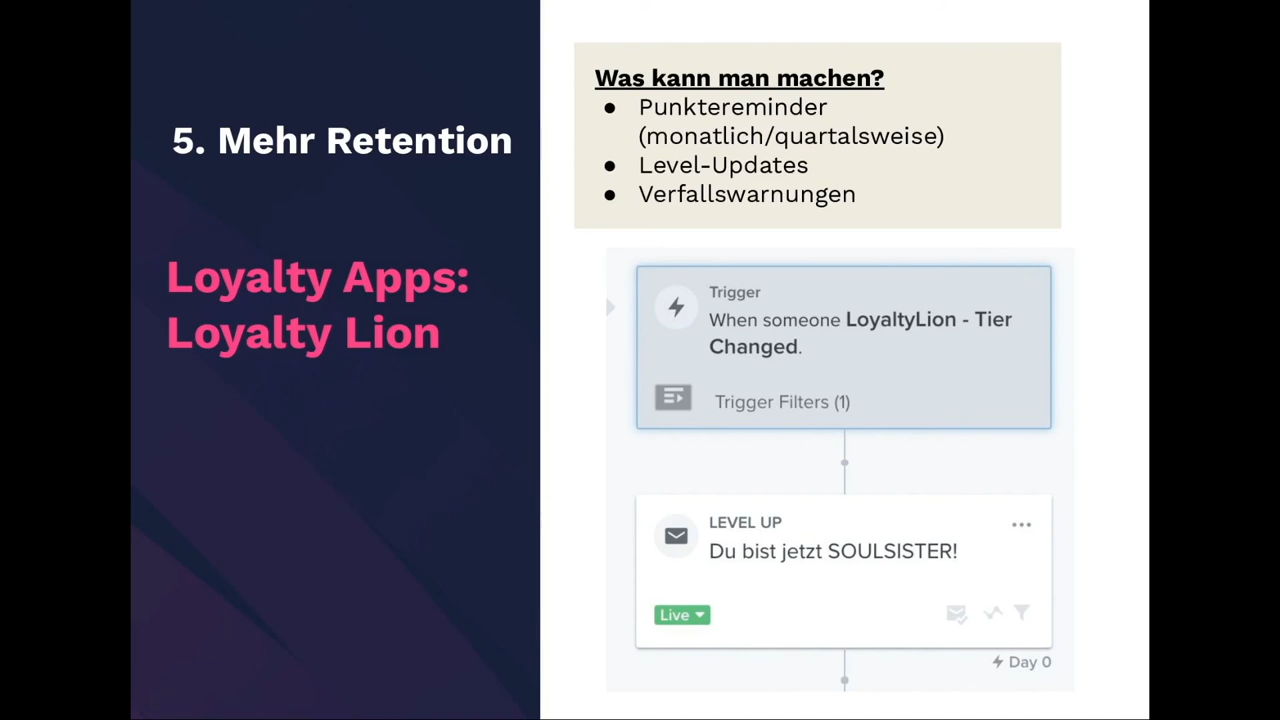 5. Mehr Retention
Loyalty Apps:
Loyalty Lion
Was kann man machen?
● Punktereminder
(monatlich/quartalsweise)
● Level-Updates
● Verfallswarnungen
Trigger
When someone LoyaltyLion - Tier
Changed.
Trigger Filters (1)
LEVEL UP
Du bist jetzt SOULSISTER!
Live
Day 0